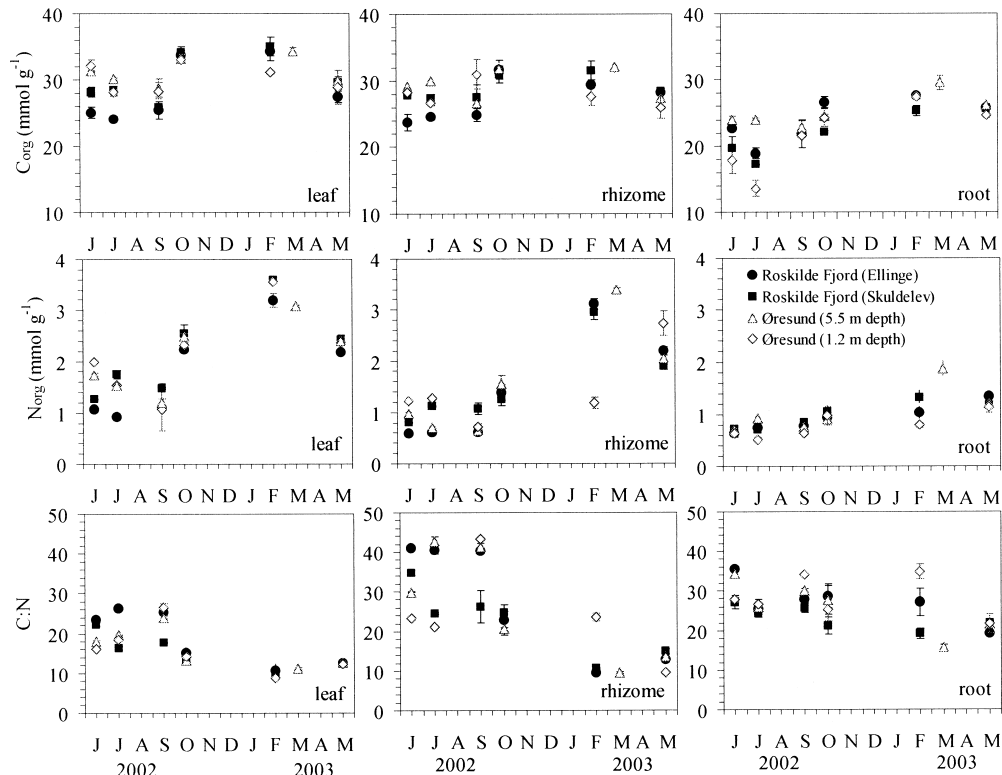 40
30
20
10
C_org (mmol g⁻¹)
leaf
J J A S O N D J F M A M
40
30
20
10
rhizome
J J A S O N D J F M A M
40
30
20
10
root
J J A S O N D J F M A M
4
3
2
1
0
N_org (mmol g⁻¹)
leaf
J J A S O N D J F M A M
4
3
2
1
0
rhizome
J J A S O N D J F M A M
4
3
2
1
0
Roskilde Fjord (Ellinge)
Roskilde Fjord (Skuldelev)
Øresund (5.5 m depth)
Øresund (1.2 m depth)
root
J J A S O N D J F M A M
50
40
30
20
10
0
C:N
leaf
J J A S O N D J F M A M
2002 2003
50
40
30
20
10
0
rhizome
J J A S O N D J F M A M
2002 2003
50
40
30
20
10
0
root
J J A S O N D J F M A M
2002 2003